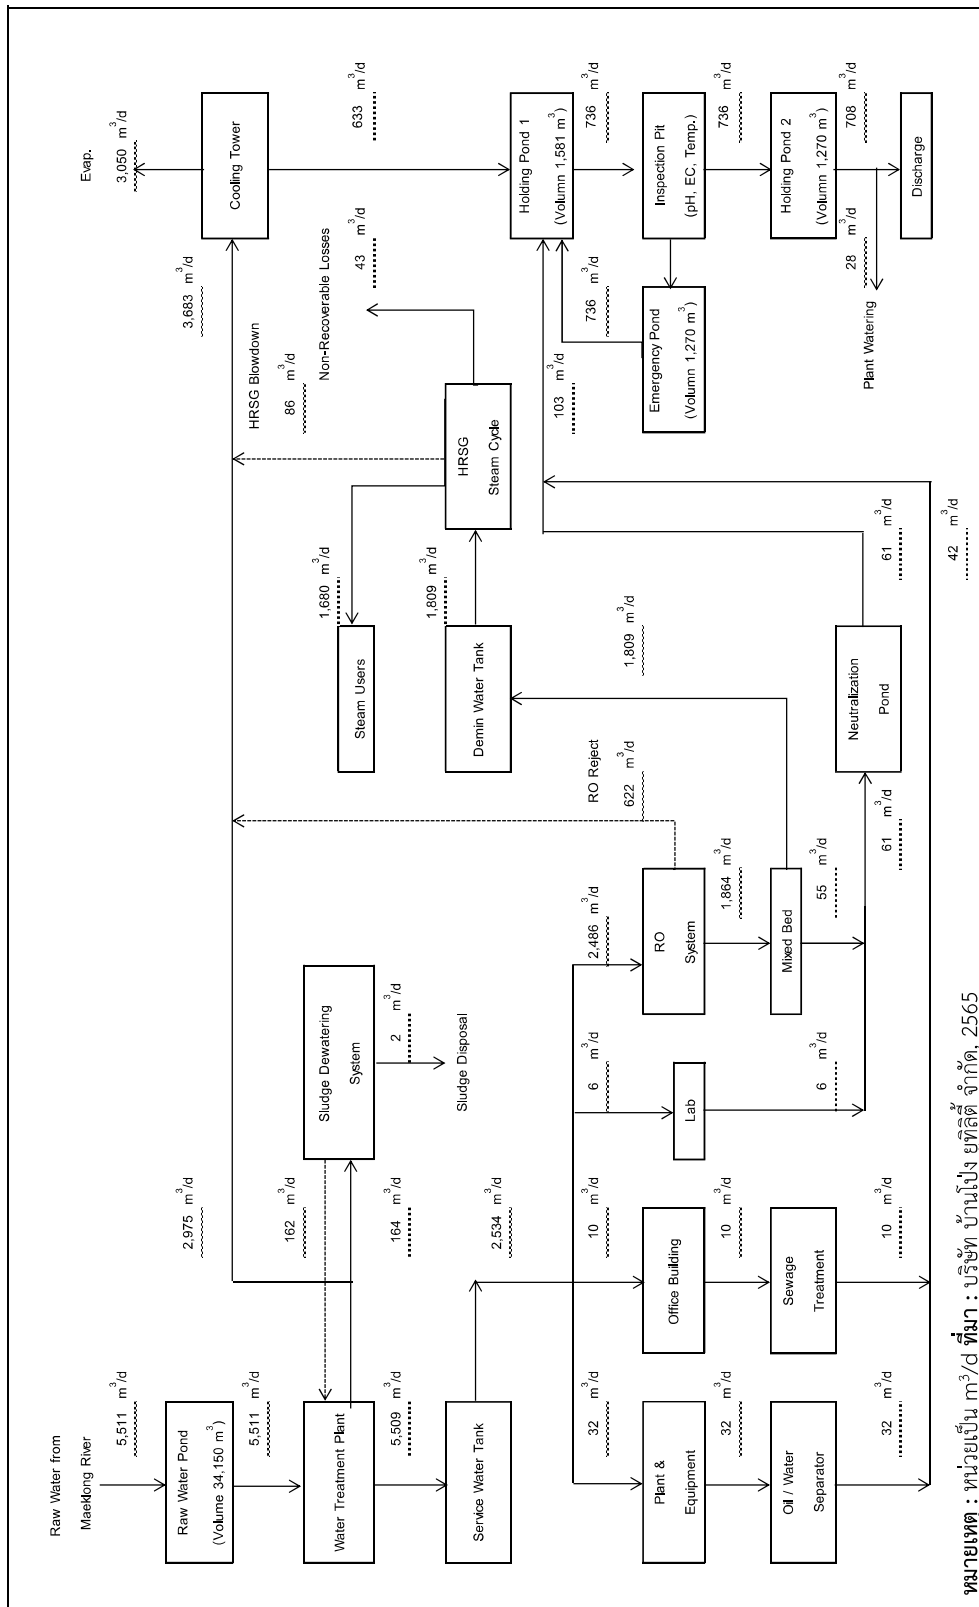 Raw Water from
Maeklong River
5,511 m³/d
Raw Water Pond
(Volume 34,150 m³)
5,511 m³/d
Water Treatment Plant
5,509 m³/d
Service Water Tank
2,975 m³/d
162 m³/d
164 m³/d
2,534 m³/d
Sludge Dewatering
System
2 m³/d
Sludge Disposal
32 m³/d
Plant &
Equipment
32 m³/d
Oil / Water
Separator
32 m³/d
10 m³/d
Office Building
10 m³/d
Sewage
Treatment
10 m³/d
6 m³/d
Lab
6 m³/d
2,486 m³/d
RO
System
1,864 m³/d
Mixed Bed
55 m³/d
61 m³/d
RO Reject
622 m³/d
1,809 m³/d
Neutralization
Pond
61 m³/d
42 m³/d
Steam Users
1,680 m³/d
Demin Water Tank
1,809 m³/d
HRSG
Steam Cycle
HRSG Blowdown
86 m³/d
Non-Recoverable Losses
43 m³/d
3,683 m³/d
Evap.
3,050 m³/d
Cooling Tower
633 m³/d
103 m³/d
Holding Pond 1
(Volumn 1,581 m³)
736 m³/d
736 m³/d
Emergency Pond
(Volumn 1,270 m³)
Inspection Pit
(pH, EC, Temp.)
736 m³/d
Holding Pond 2
(Volumn 1,270 m³)
708 m³/d
28 m³/d
Plant Watering
Discharge
หมายเหตุ : หน่วยเป็น m³/d ที่มา : บริษัท บ้านโป่ง ยูทิลิตี้ จำกัด, 2565